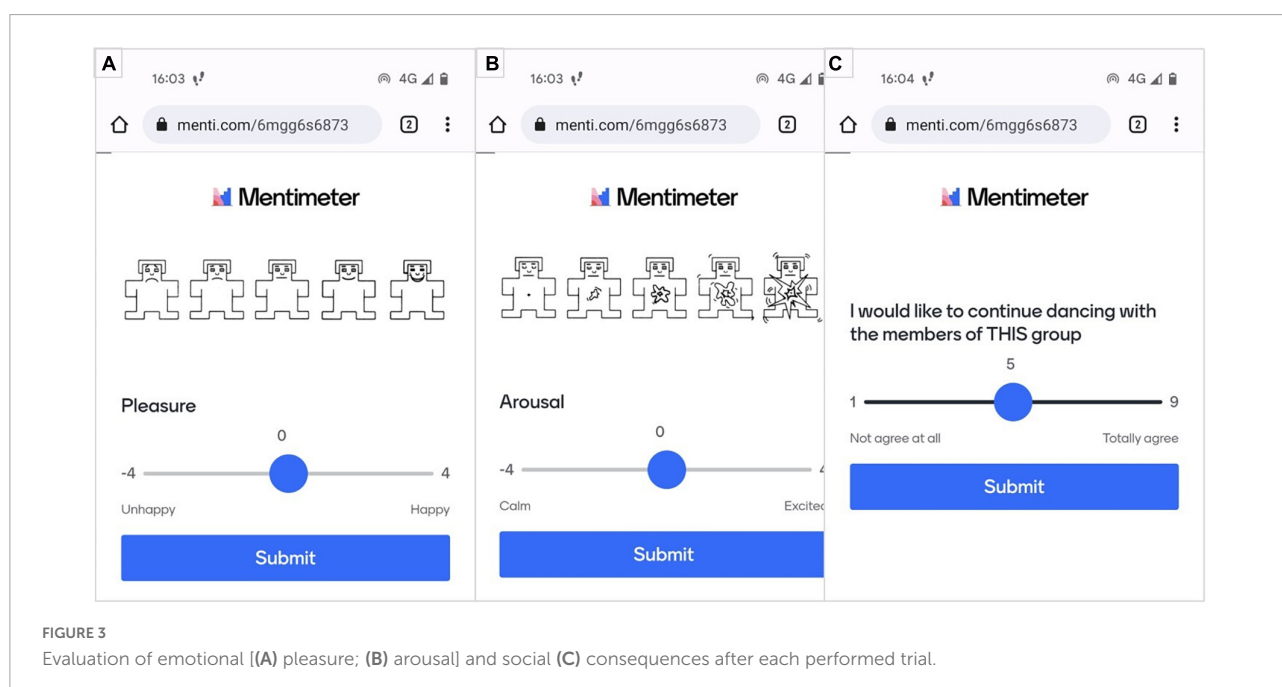 A
16:03
4G
menti.com/6mgg6s6873
2
Mentimeter
Pleasure
0
-4
4
Unhappy
Happy
Submit
B
16:03
4G
menti.com/6mgg6s6873
2
Mentimeter
Arousal
0
-4
4
Calm
Excited
Submit
C
16:04
4G
menti.com/6mgg6s6873
2
Mentimeter
I would like to continue dancing with
the members of THIS group
5
1
9
Not agree at all
Totally agree
Submit
FIGURE 3
Evaluation of emotional [(A) pleasure; (B) arousal] and social (C) consequences after each performed trial.